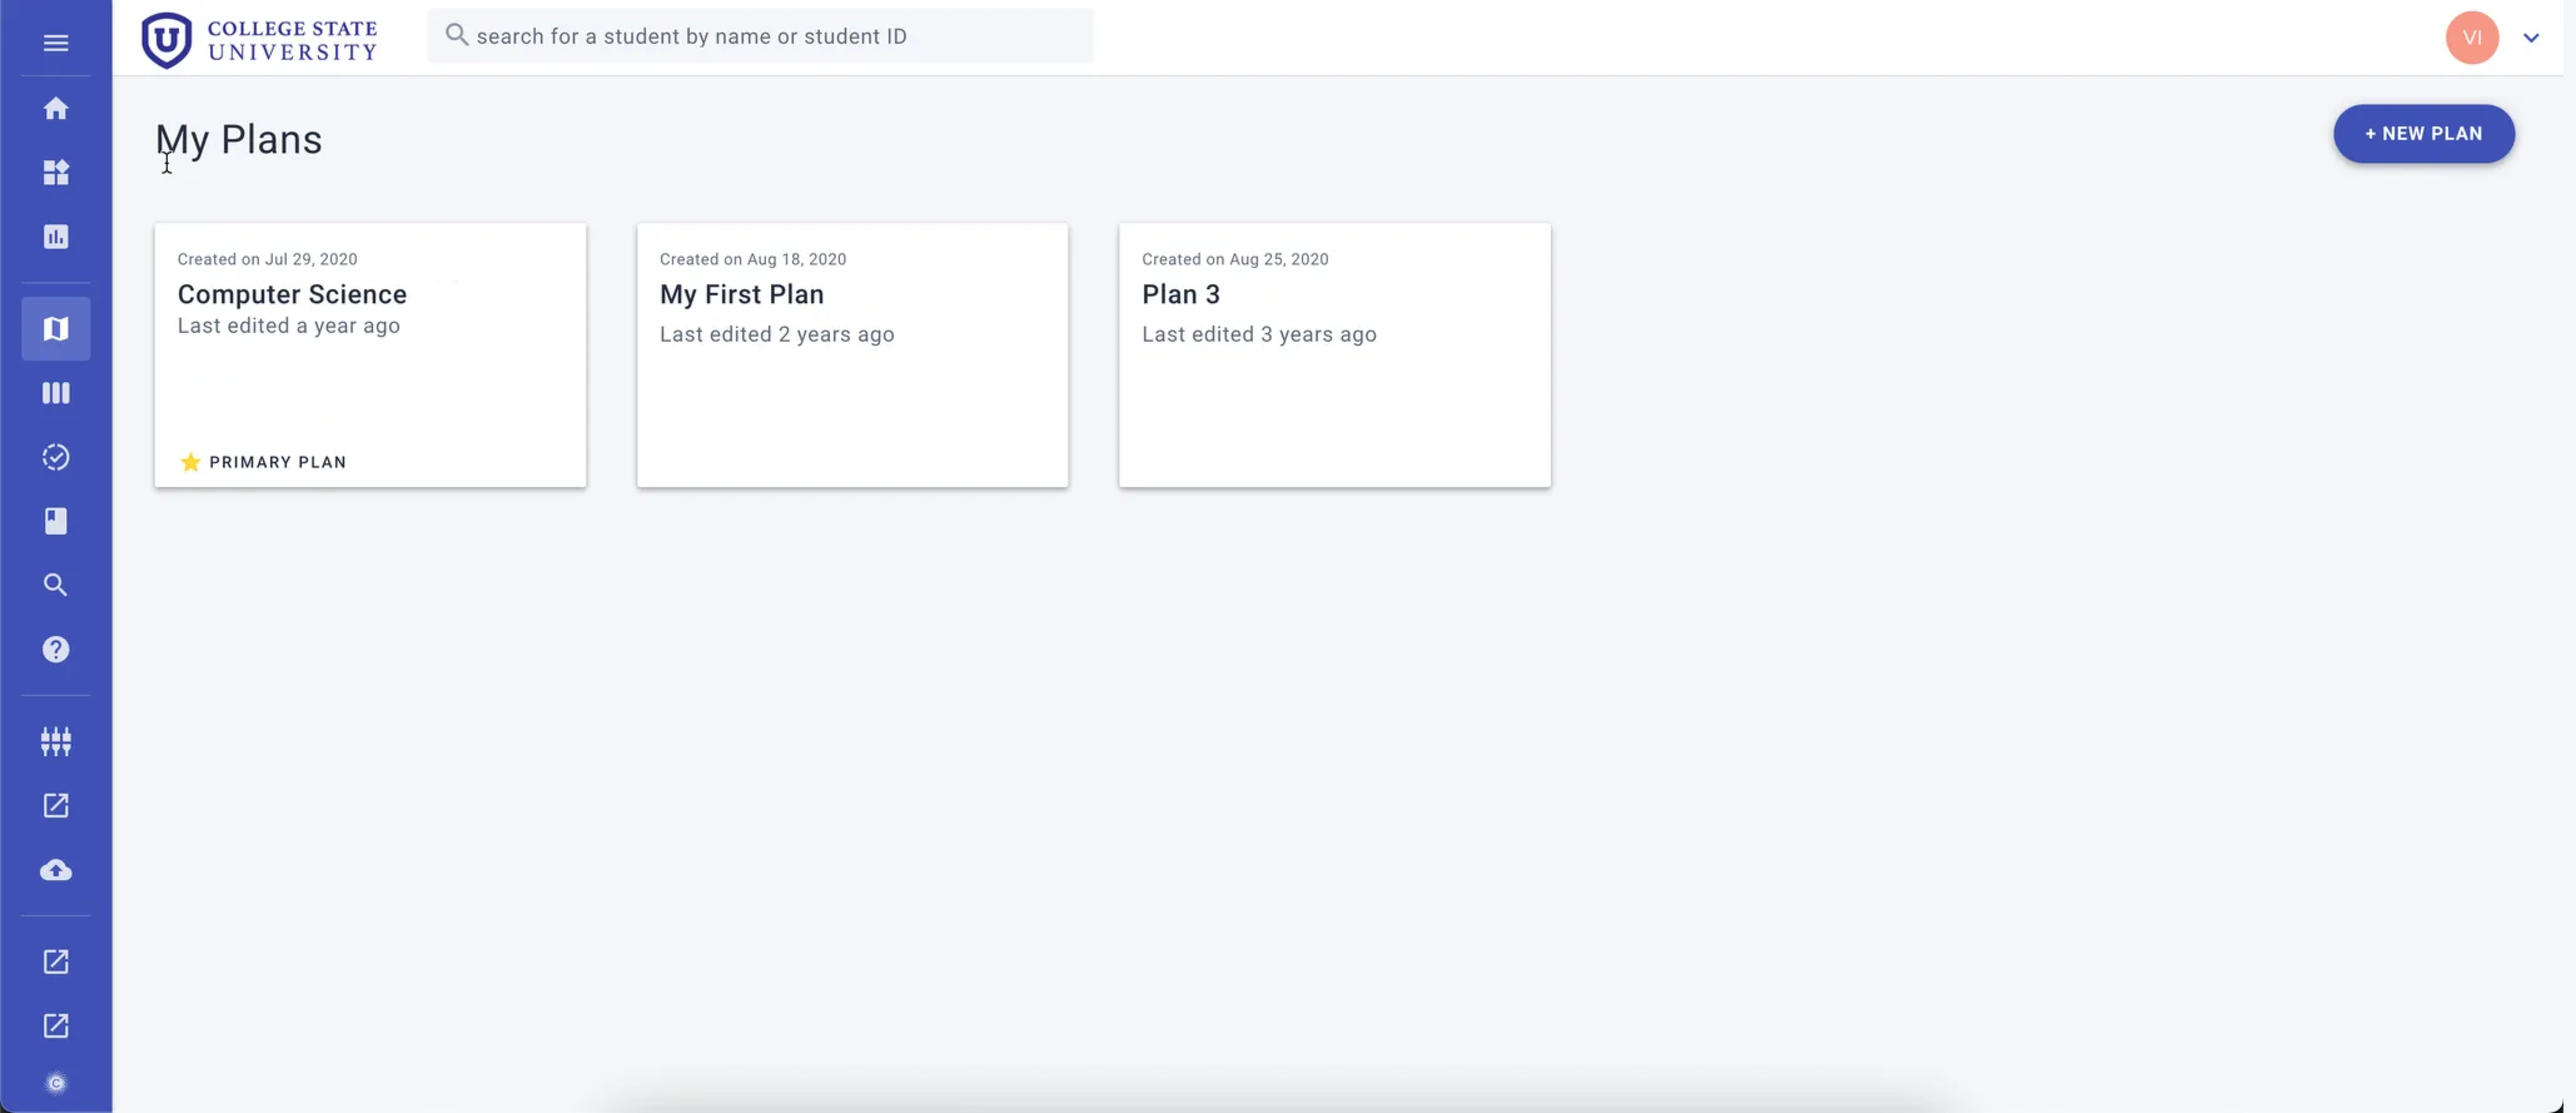 COLLEGE STATE
UNIVERSITY
search for a student by name or student ID
VI
My Plans
+ NEW PLAN
Created on Jul 29, 2020
Computer Science
Last edited a year ago
PRIMARY PLAN
Created on Aug 18, 2020
My First Plan
Last edited 2 years ago
Created on Aug 25, 2020
Plan 3
Last edited 3 years ago